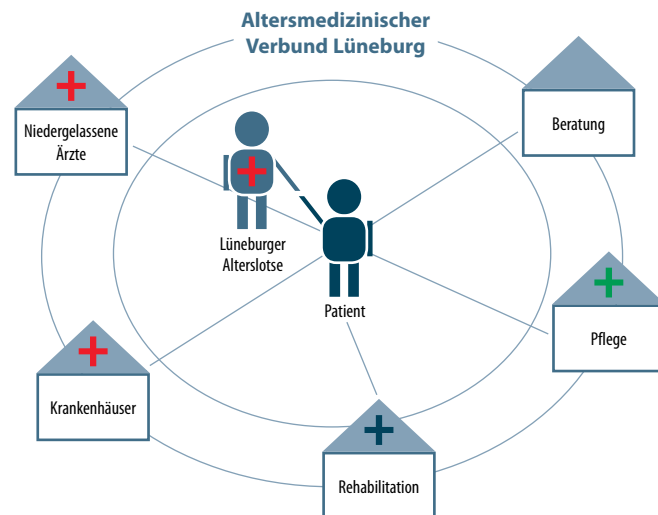 Altersmedizinischer
Verbund Lüneburg
Niedergelassene
Ärzte
Beratung
Lüneburger
Alterslotse
Patient
Pflege
Krankenhäuser
Rehabilitation